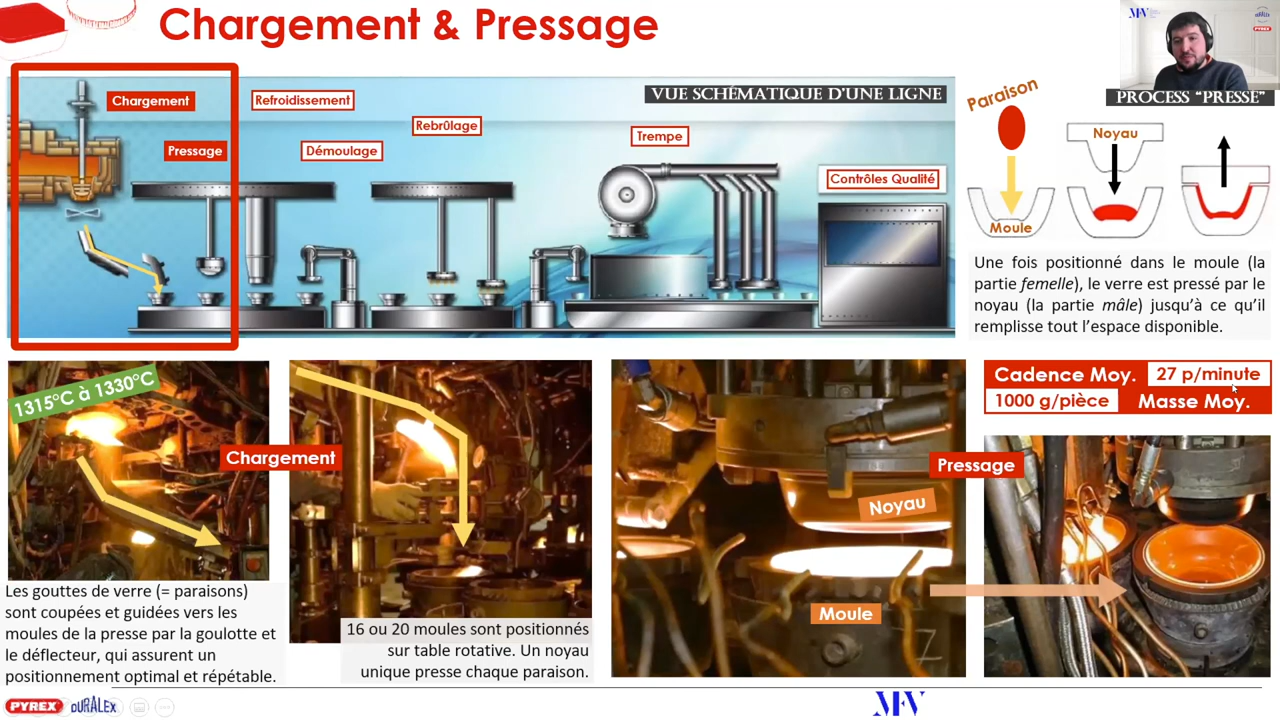 Chargement & Pressage
MFV
DURALEX
PYREX
Chargement
Pressage
Refroidissement
Démoulage
Rebrûlage
Trempe
Contrôles Qualité
VUE SCHÉMATIQUE D'UNE LIGNE
PROCESS "PRESSE"
Paraison
Noyau
Moule
Une fois positionné dans le moule (la
partie femelle), le verre est pressé par le
noyau (la partie mâle) jusqu'à ce qu'il
remplisse tout l'espace disponible.
1315°C à 1330°C
Chargement
Les gouttes de verre (= paraisons)
sont coupées et guidées vers les
moules de la presse par la goulotte et
le déflecteur, qui assurent un
positionnement optimal et répétable.
16 ou 20 moules sont positionnés
sur table rotative. Un noyau
unique presse chaque paraison.
Noyau
Moule
Pressage
Cadence Moy. 27 p/minute
1000 g/pièce Masse Moy.
PYREX DURALEX
MFV